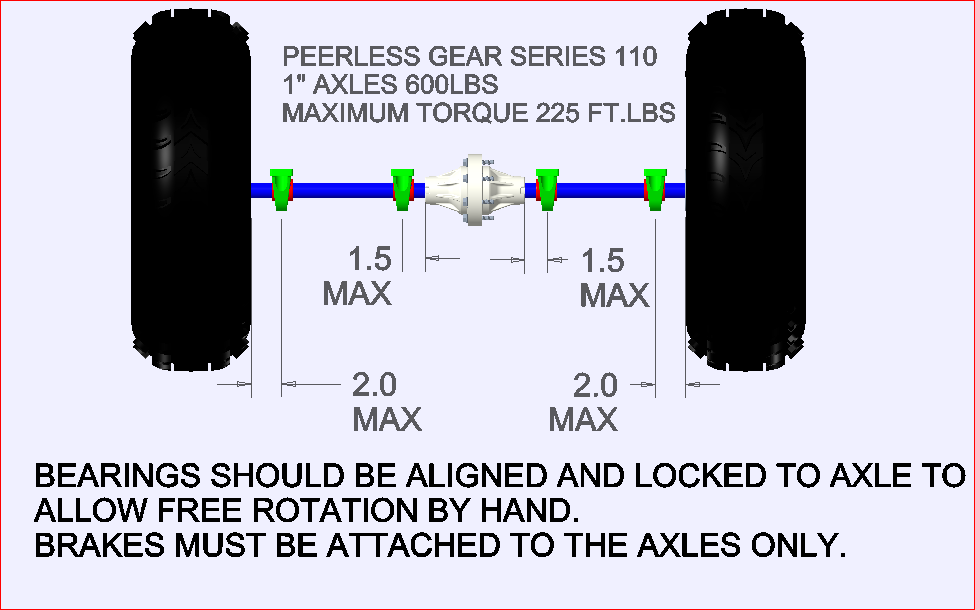 PEERLESS GEAR SERIES 110
1" AXLES 600LBS
MAXIMUM TORQUE 225 FT.LBS
1.5
MAX
1.5
MAX
2.0
MAX
2.0
MAX
BEARINGS SHOULD BE ALIGNED AND LOCKED TO AXLE TO
ALLOW FREE ROTATION BY HAND.
BRAKES MUST BE ATTACHED TO THE AXLES ONLY.